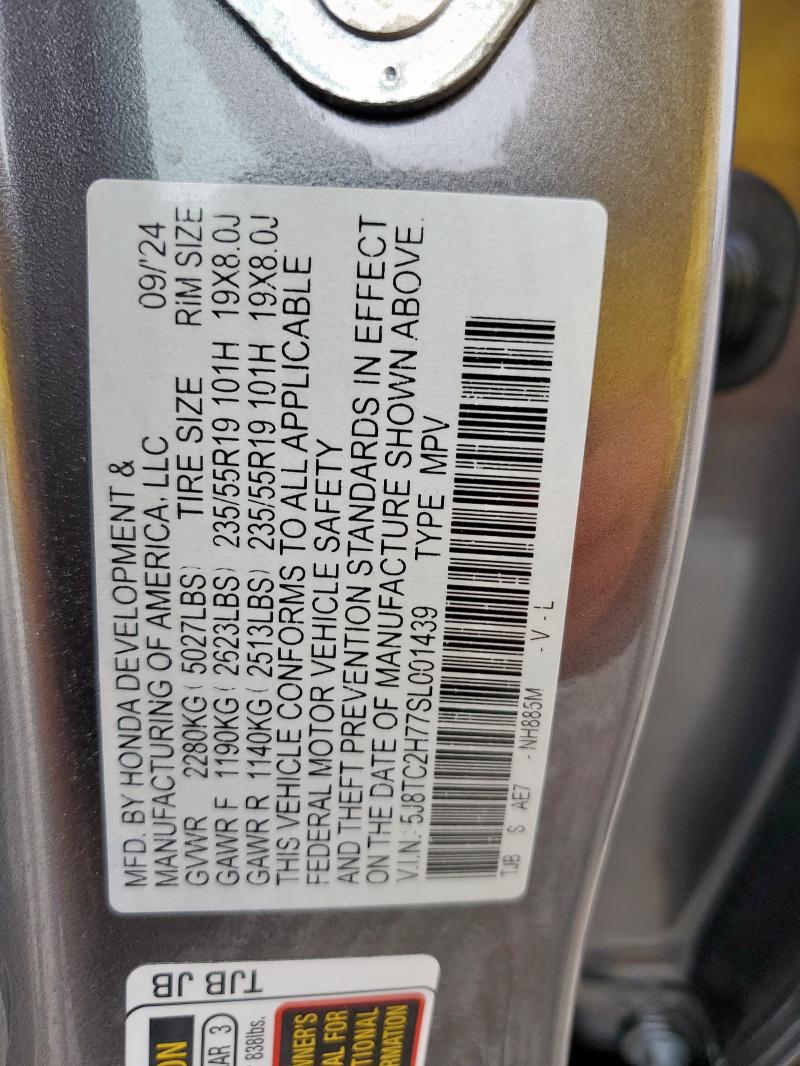 MFD. BY HONDA DEVELOPMENT & 09/'24
MANUFACTURING OF AMERICA, LLC
GVWR 2280KG( 5027LBS) TIRE SIZE RIM SIZE
GAWR F 1190KG( 2623LBS) 235/55R19 101H 19X8.0J
GAWR R 1140KG( 2513LBS) 235/55R19 101H 19X8.0J
THIS VEHICLE CONFORMS TO ALL APPLICABLE
FEDERAL MOTOR VEHICLE SAFETY
AND THEFT PREVENTION STANDARDS IN EFFECT
ON THE DATE OF MANUFACTURE SHOWN ABOVE.
V.I.N.: 5J8TC2H77SL001439 TYPE: MPV
TJB S AE7 - NH885M - V - L
TJB JB
838lbs.